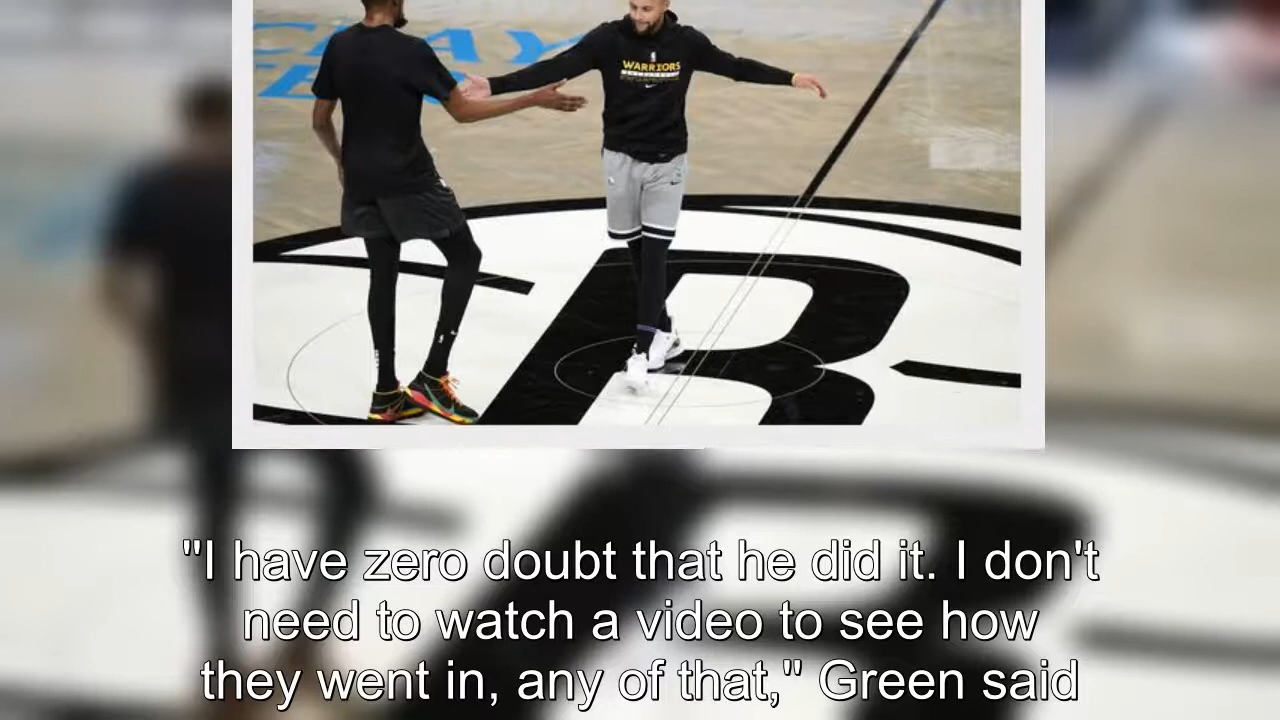 WARRIORS
"I have zero doubt that he did it. I don't
need to watch a video to see how
they went in, any of that," Green said